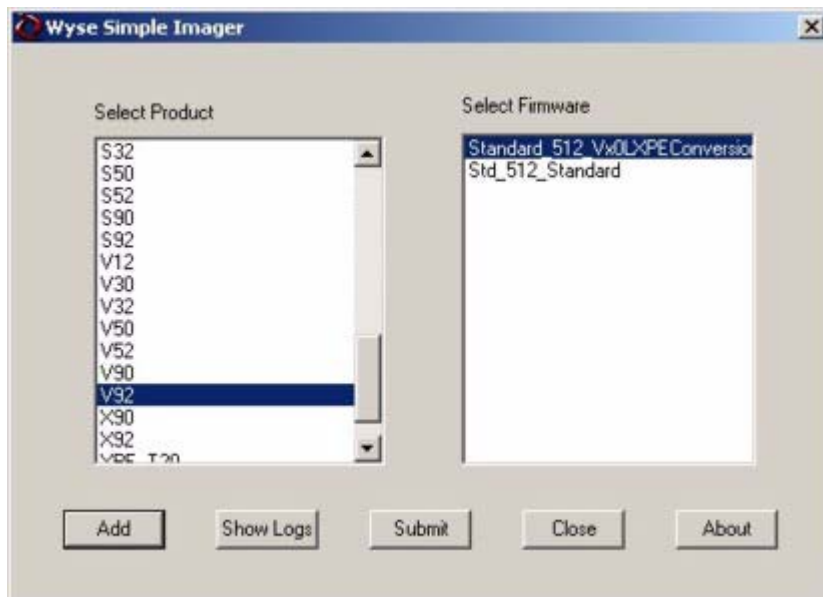 Wyse Simple Imager
Select Product
S32
S50
S52
S90
S92
V12
V30
V32
V50
V52
V90
V92
X90
X92
Select Firmware
Standard_512_Vx0LXPEConversion
Std_512_Standard
Add
Show Logs
Submit
Close
About